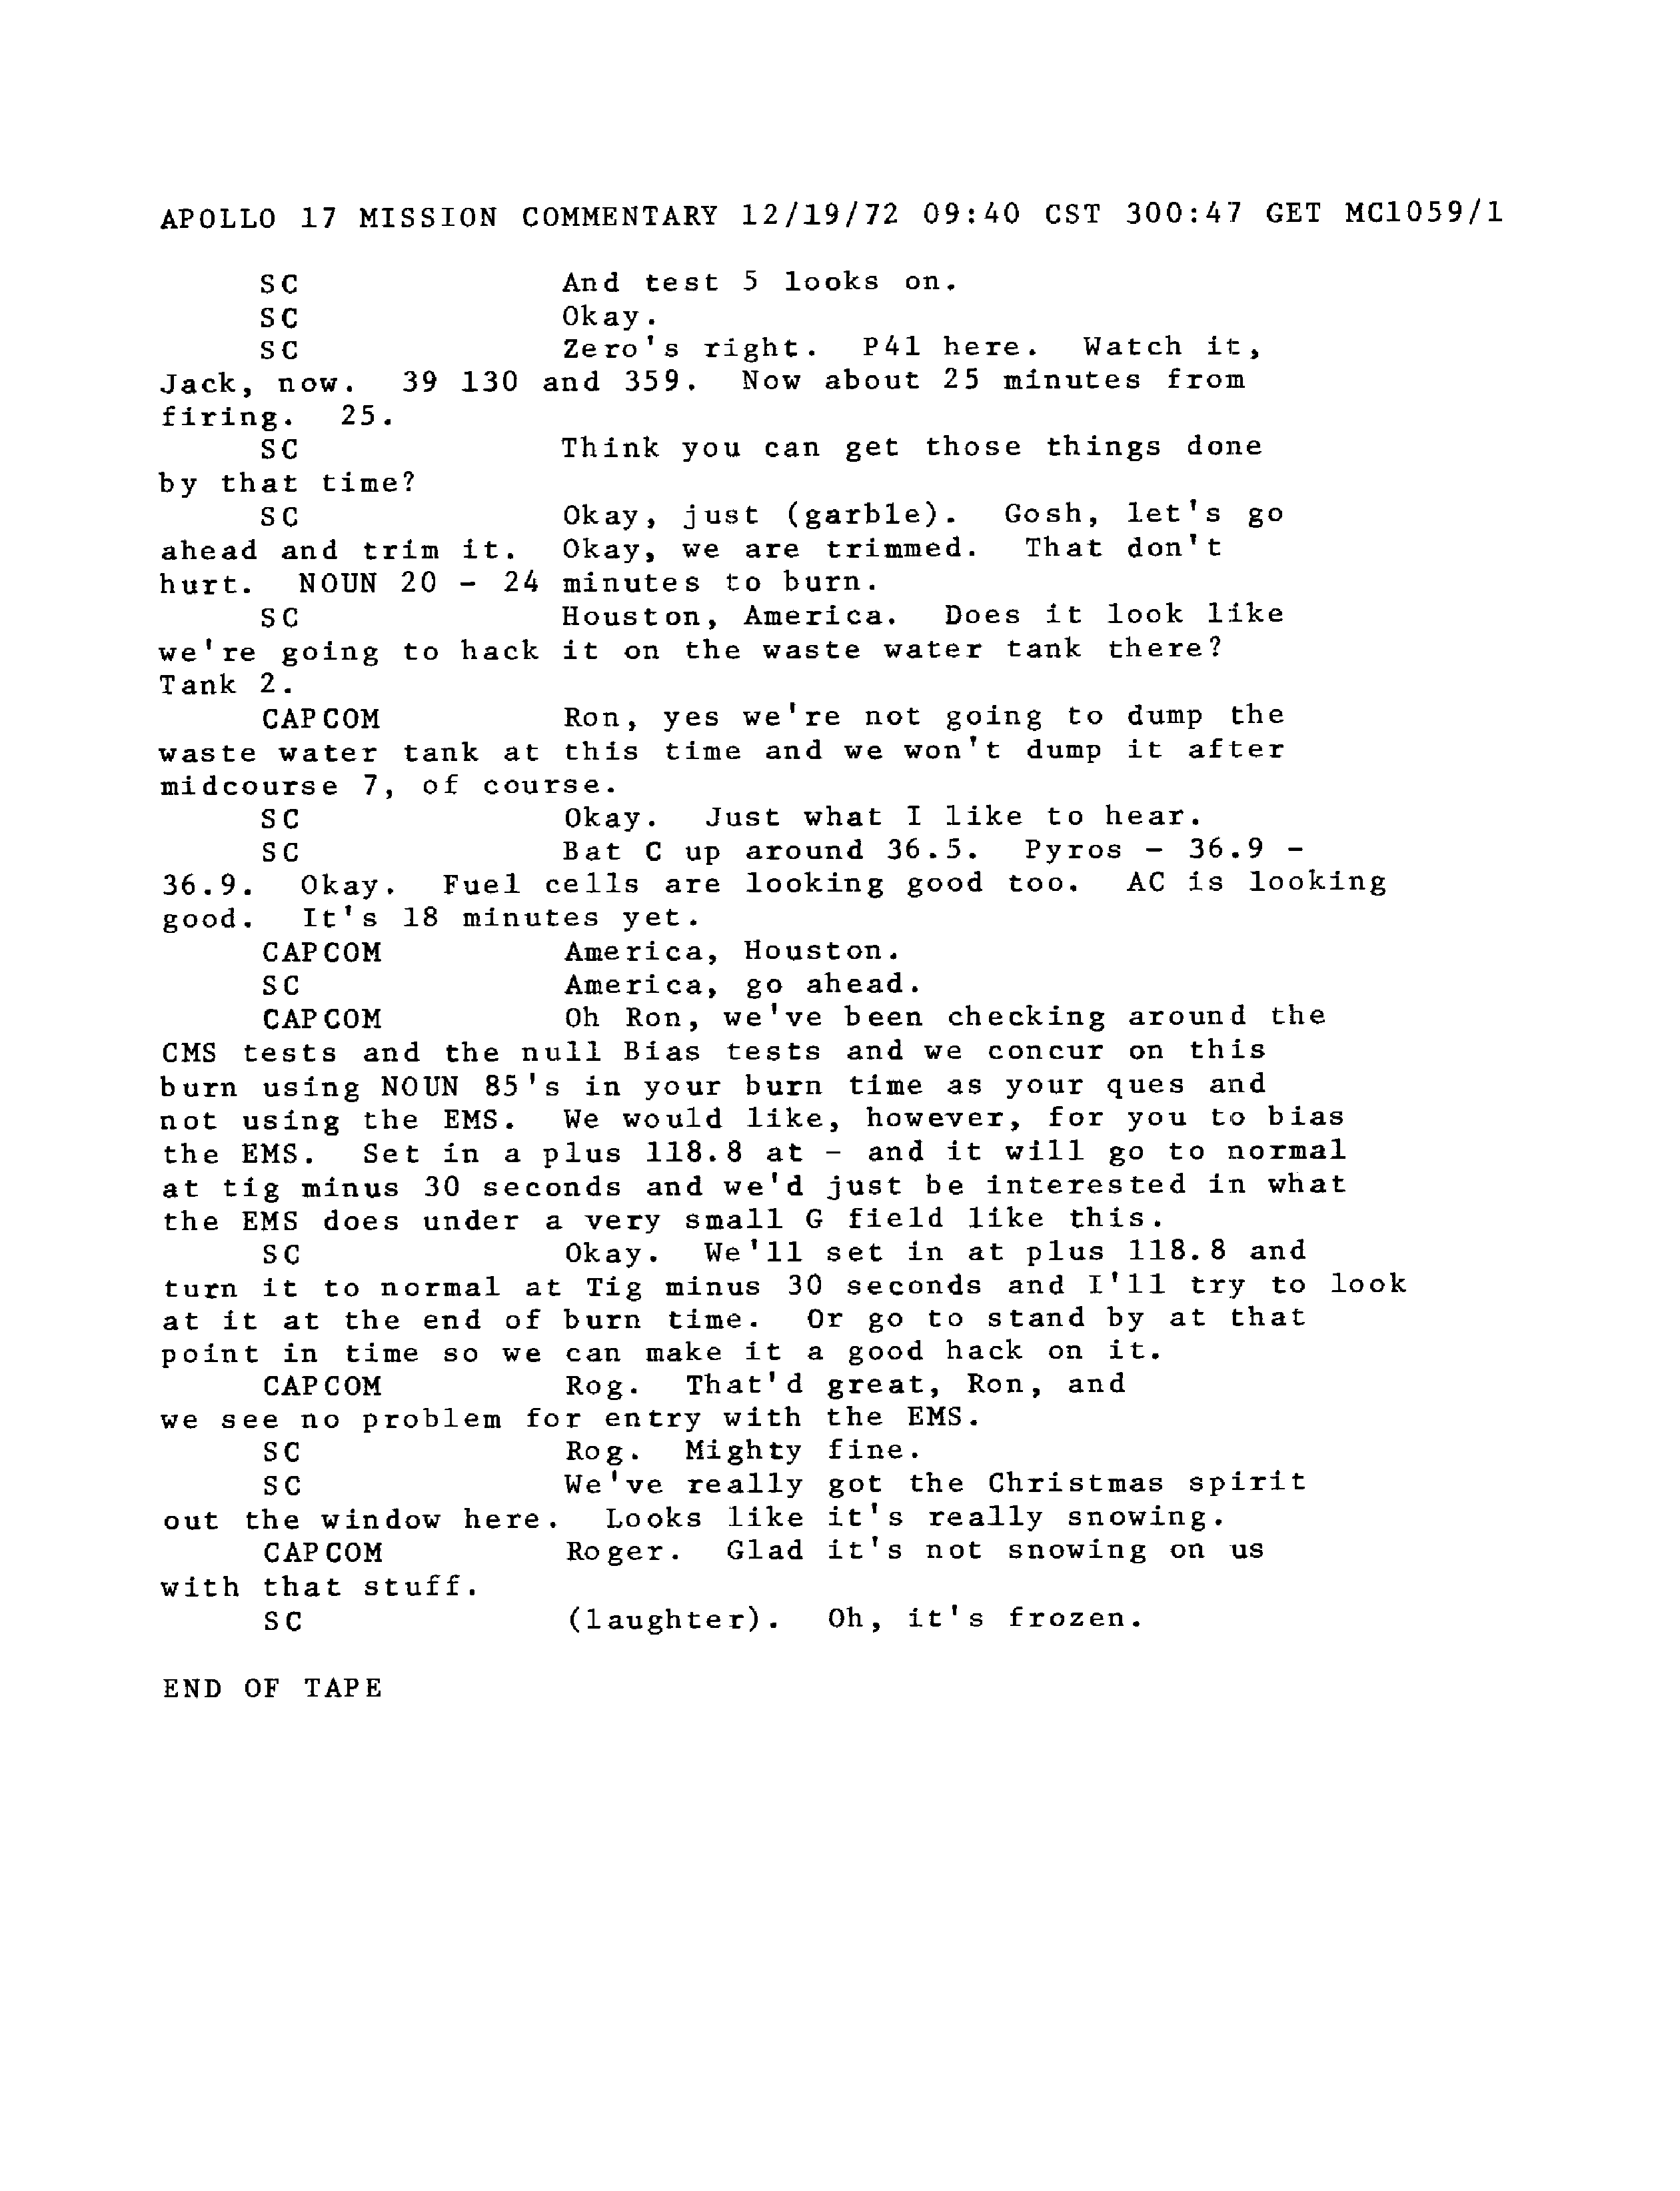 APOLLO 17 MISSION COMMENTARY 12/19/72 09:40 CST 300:47 GET MC1059/1
SC And test 5 looks on.
SC Okay.
SC Zero's right. P41 here. Watch it,
Jack, now. 39 130 and 359. Now about 25 minutes from
firing. 25.
SC Think you can get those things done
by that time?
SC Okay, just (garble). Gosh, let's go
ahead and trim it. Okay, we are trimmed. That don't
hurt. NOUN 20 - 24 minutes to burn.
SC Houston, America. Does it look like
we're going to hack it on the waste water tank there?
Tank 2.
CAPCOM Ron, yes we're not going to dump the
waste water tank at this time and we won't dump it after
midcourse 7, of course.
SC Okay. Just what I like to hear.
SC Bat C up around 36.5. Pyros - 36.9 -
36.9. Okay. Fuel cells are looking good too. AC is looking
good. It's 18 minutes yet.
CAPCOM America, Houston.
SC America, go ahead.
CAPCOM Oh Ron, we've been checking around the
CMS tests and the null Bias tests and we concur on this
burn using NOUN 85's in your burn time as your ques and
not using the EMS. We would like, however, for you to bias
the EMS. Set in a plus 118.8 at - and it will go to normal
at tig minus 30 seconds and we'd just be interested in what
the EMS does under a very small G field like this.
SC Okay. We'll set in at plus 118.8 and
turn it to normal at Tig minus 30 seconds and I'll try to look
at it at the end of burn time. Or go to stand by at that
point in time so we can make it a good hack on it.
CAPCOM Rog. That'd great, Ron, and
we see no problem for entry with the EMS.
SC Rog. Mighty fine.
SC We've really got the Christmas spirit
out the window here. Looks like it's really snowing.
CAPCOM Roger. Glad it's not snowing on us
with that stuff.
SC (laughter). Oh, it's frozen.
END OF TAPE